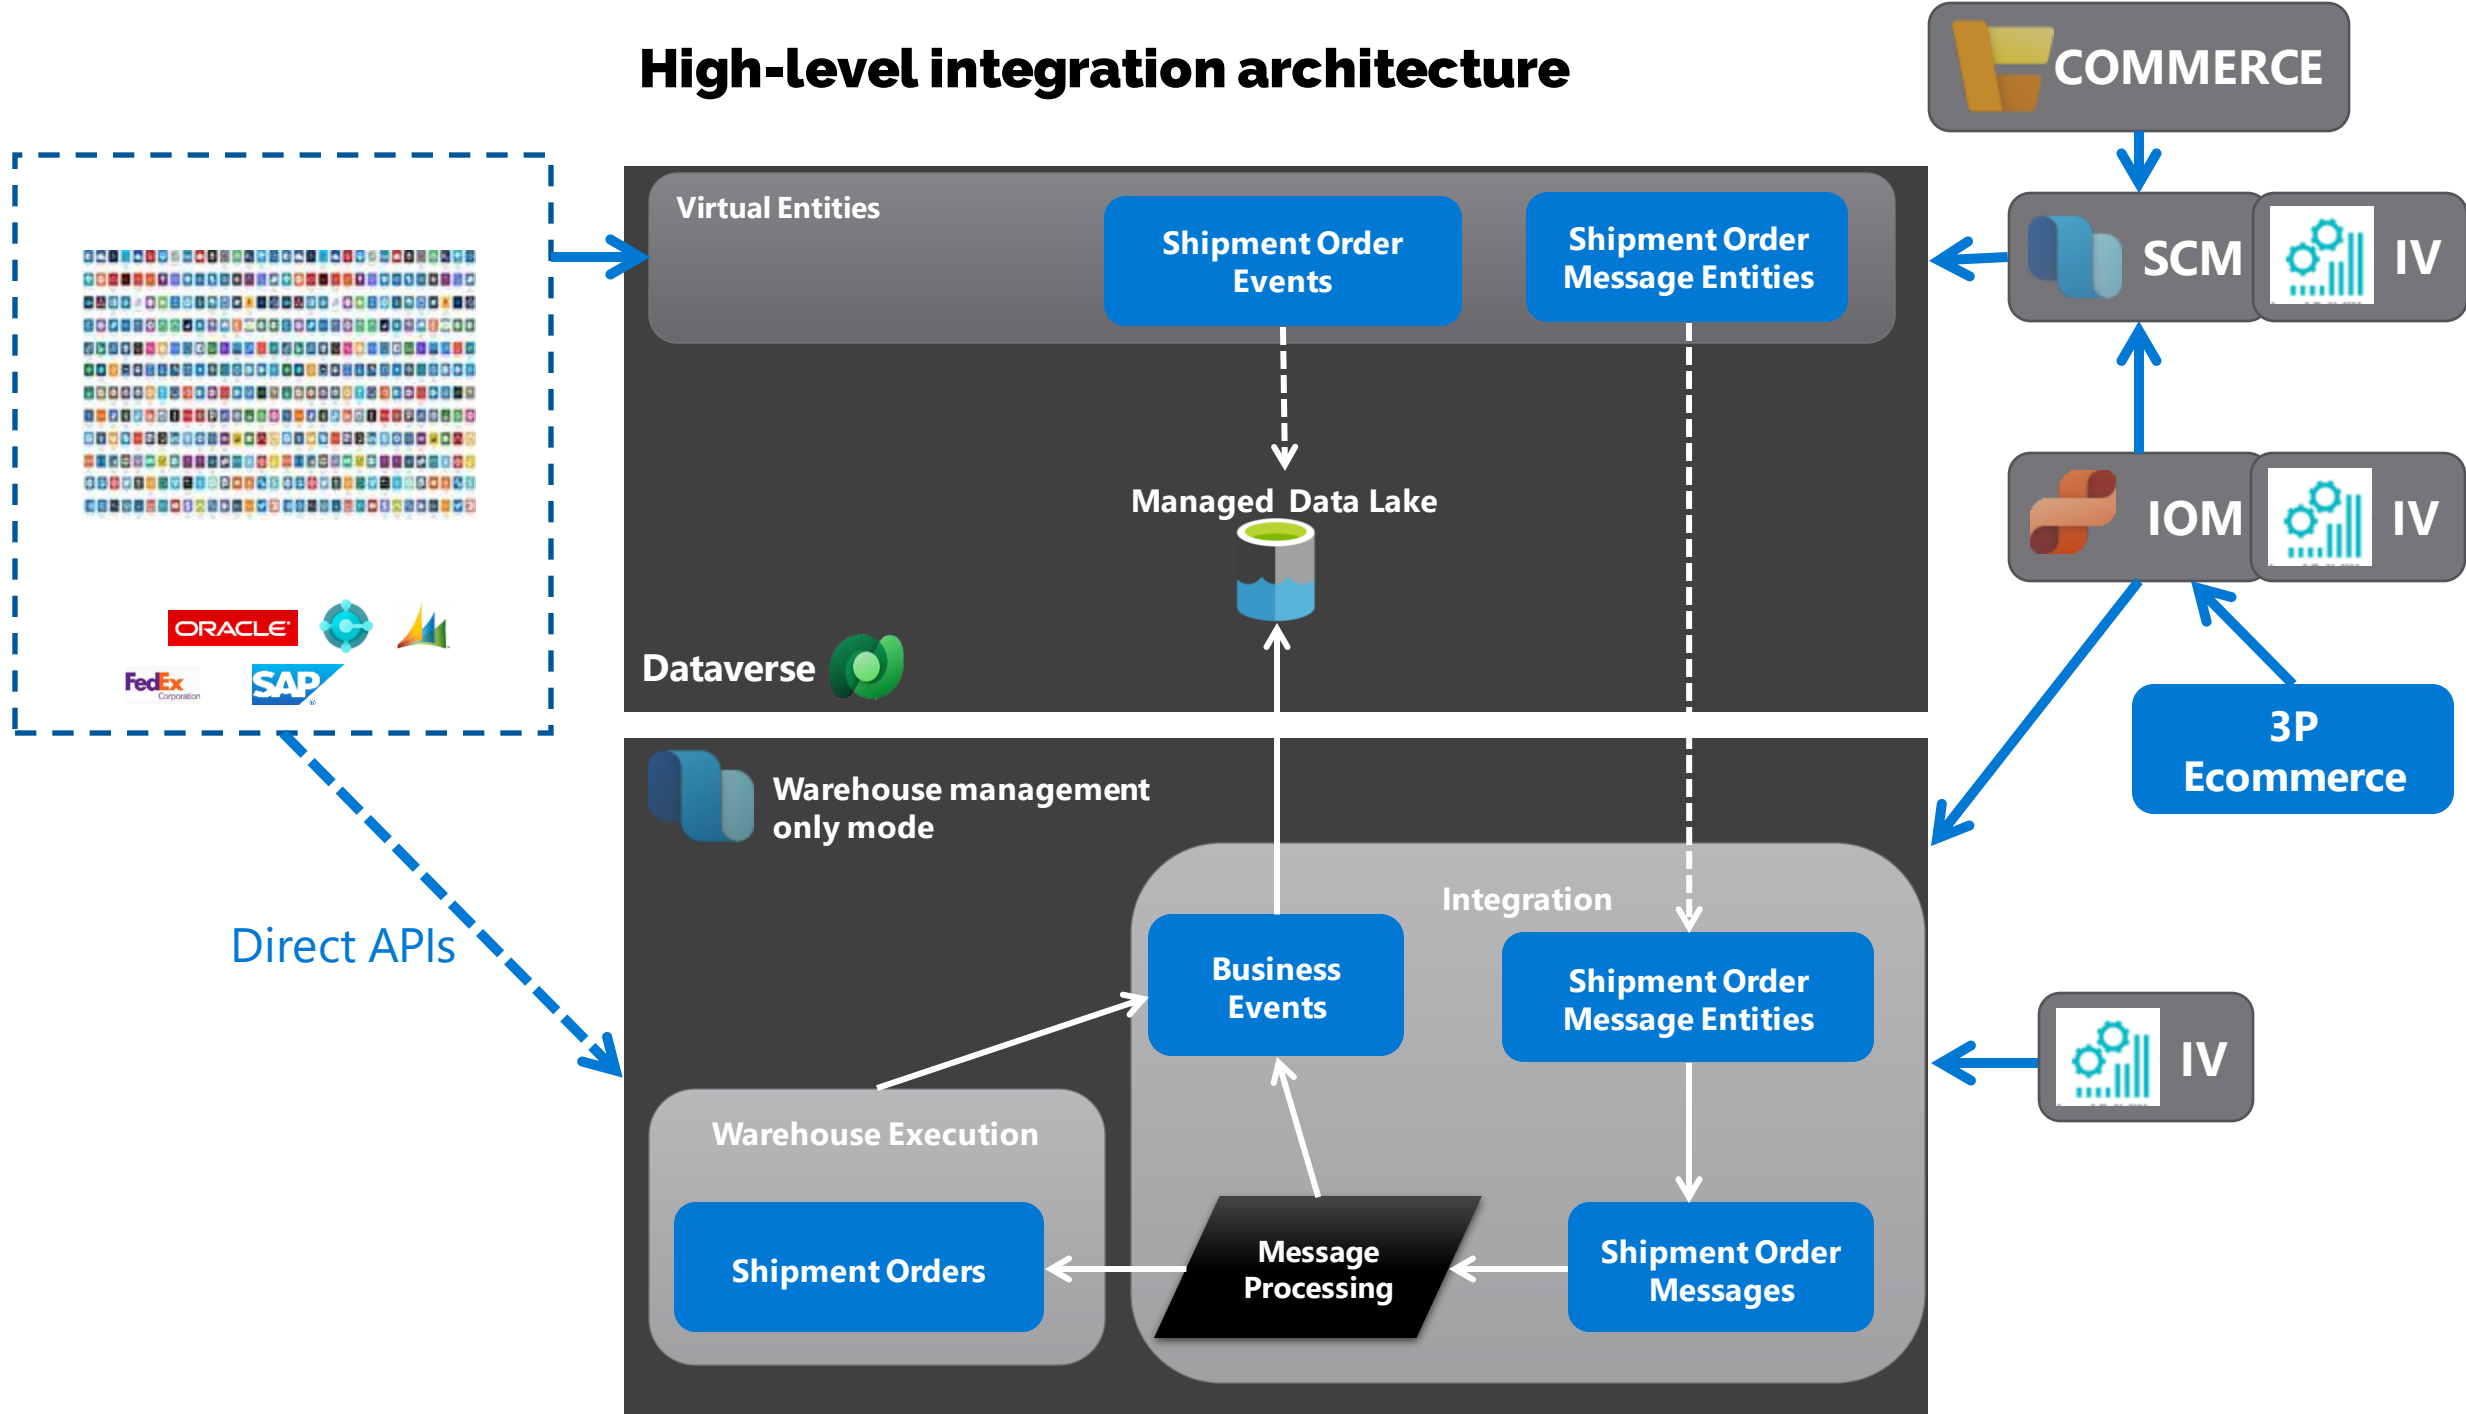 High-level integration architecture
COMMERCE
Virtual Entities
Shipment Order
Events
Shipment Order
Message Entities
SCM
IV
Managed Data Lake
IOM
IV
ORACLE
FedEx
Corporation
SAP
®
Dataverse
3P
Ecommerce
Warehouse management
only mode
Integration
Direct APIs
Business
Events
Shipment Order
Message Entities
IV
Warehouse Execution
Shipment Orders
Message
Processing
Shipment Order
Messages